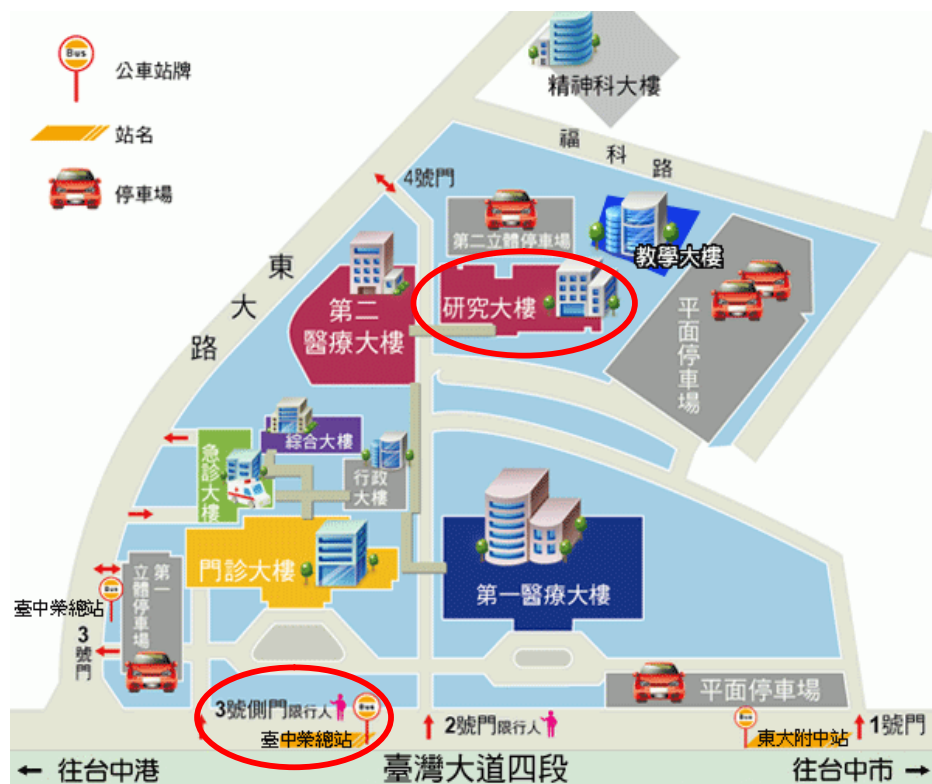 Bus
公車站牌
站名
停車場
精神科大樓
福科路
4號門
第二立體停車場
教學大樓
東大路
研究大樓
第二
醫療大樓
平面停車場
綜合大樓
急診大樓
行政
大樓
門診大樓
第一醫療大樓
第一
立體停車場
Bus
臺中榮總站
3號門
3號側門限行人
Bus
臺中榮總站
2號門限行人
平面停車場
Bus
東大附中站
1號門
← 往台中港
臺灣大道四段
往台中市 →